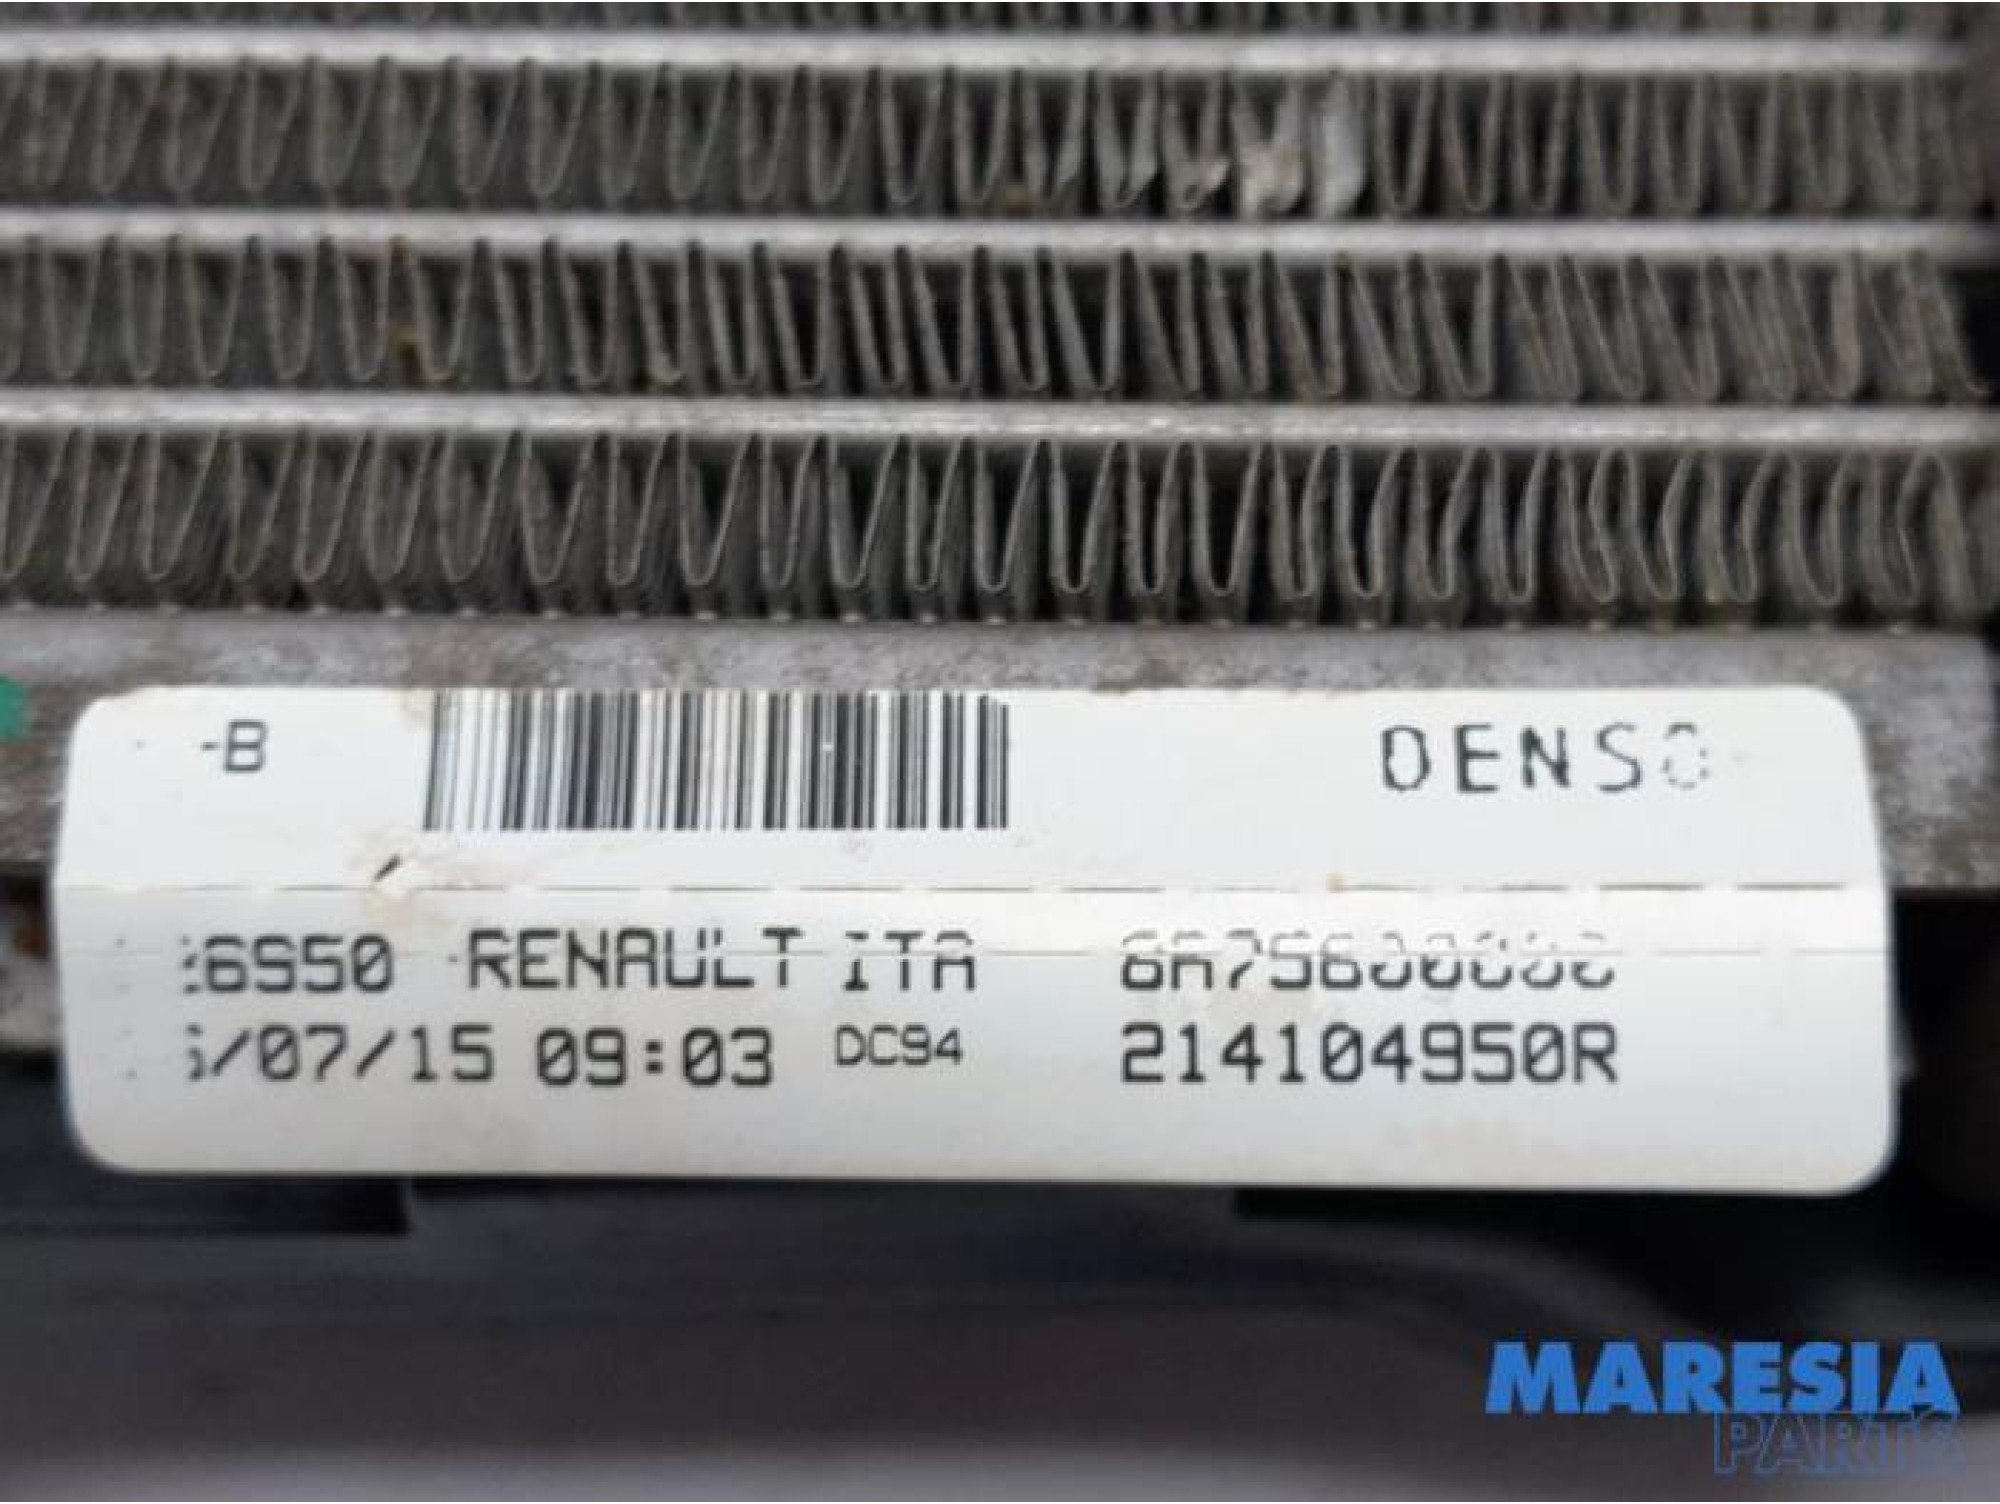 -B DENSO
RENAULT ITA
/07/15 09:03 DC94 214104950R
MARESIA
PARTS